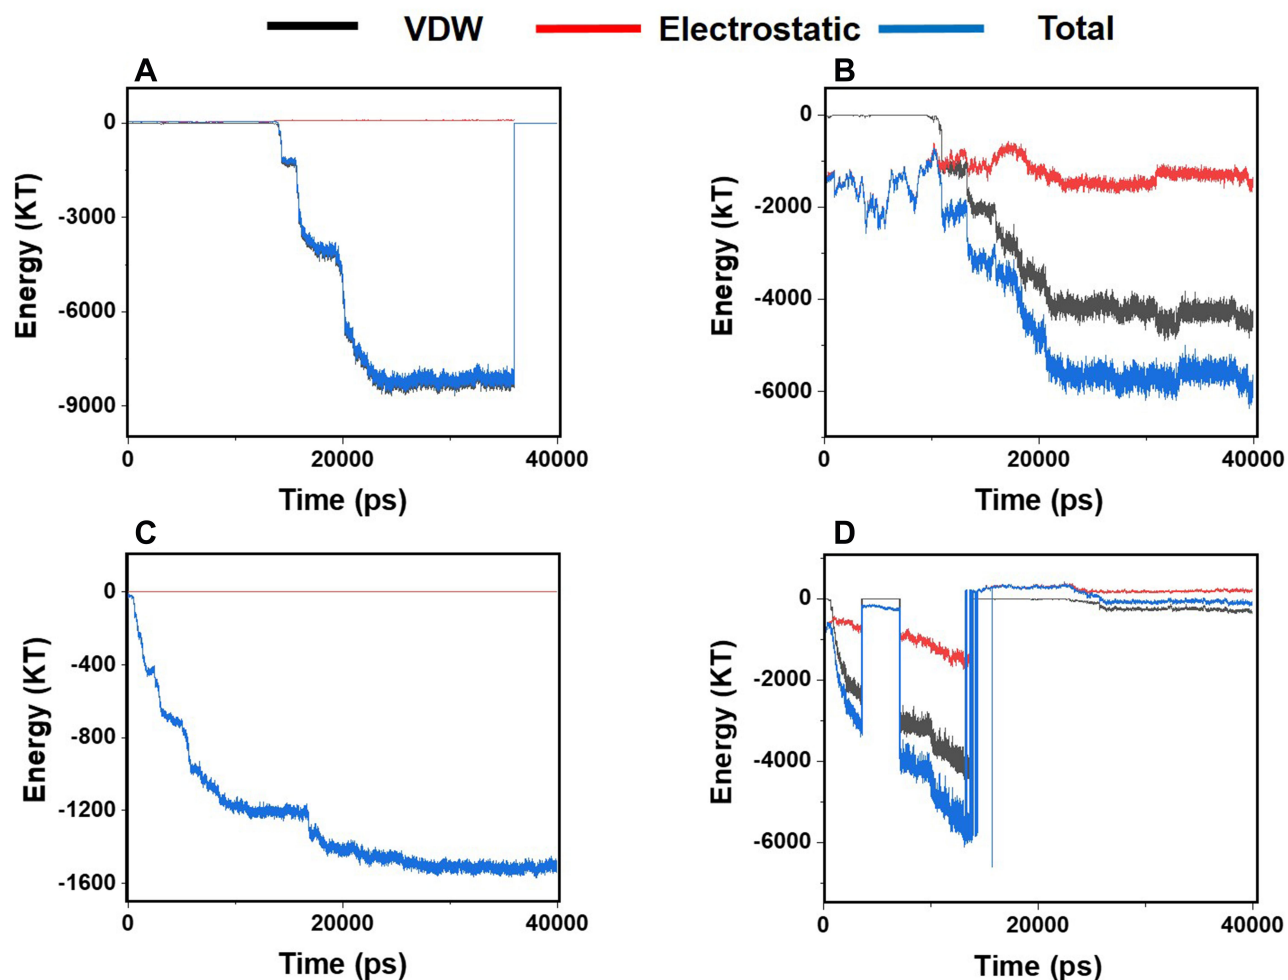 VDW Electrostatic Total
A
0
-3000
-6000
-9000
Energy (KT)
0 20000 40000
Time (ps)
B
0
-2000
-4000
-6000
Energy (KT)
0 20000 40000
Time (ps)
C
0
-400
-800
-1200
-1600
Energy (KT)
0 20000 40000
Time (ps)
D
0
-2000
-4000
-6000
Energy (KT)
0 20000 40000
Time (ps)